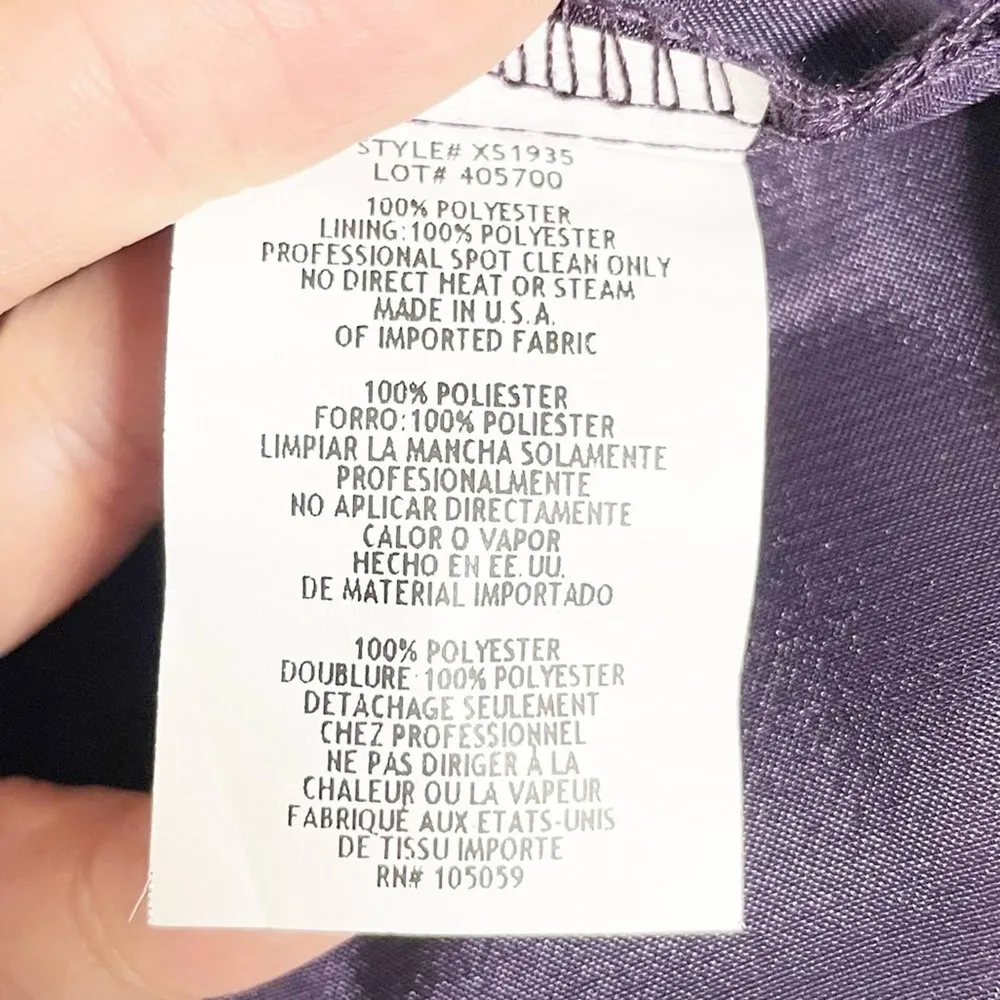 STYLE# XS1935
LOT# 405700
100% POLYESTER
LINING:100% POLYESTER
PROFESSIONAL SPOT CLEAN ONLY
NO DIRECT HEAT OR STEAM
MADE IN U.S.A.
OF IMPORTED FABRIC
100% POLIESTER
FORRO:100% POLIESTER
LIMPIAR LA MANCHA SOLAMENTE
PROFESIONALMENTE
NO APLICAR DIRECTAMENTE
CALOR O VAPOR
HECHO EN EE.UU.
DE MATERIAL IMPORTADO
100% POLYESTER
DOUBLURE:100% POLYESTER
DETACHAGE SEULEMENT
CHEZ PROFESSIONNEL
NE PAS DIRIGER À LA
CHALEUR OU LA VAPEUR
FABRIQUÉ AUX ETATS-UNIS
DE TISSU IMPORTE
RN# 105059